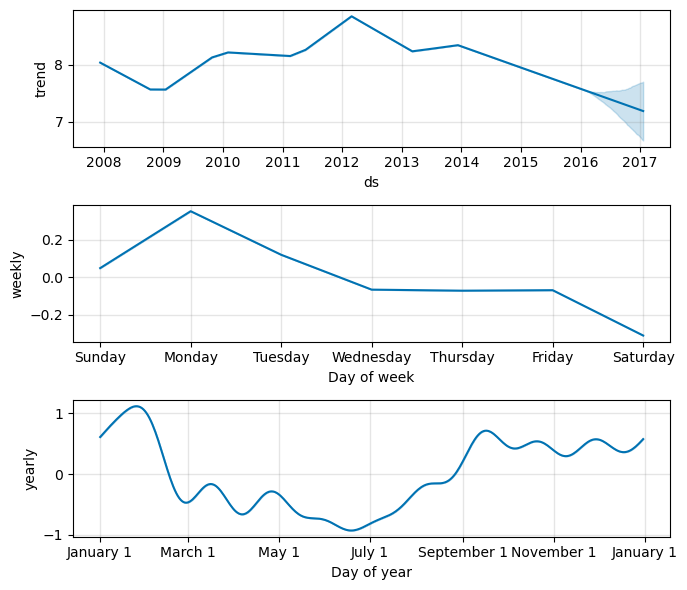 8
7
trend
2008 2009 2010 2011 2012 2013 2014 2015 2016 2017
ds
0.2
0.0
−0.2
weekly
Sunday Monday Tuesday Wednesday Thursday Friday Saturday
Day of week
1
0
−1
yearly
January 1 March 1 May 1 July 1 September 1 November 1 January 1
Day of year